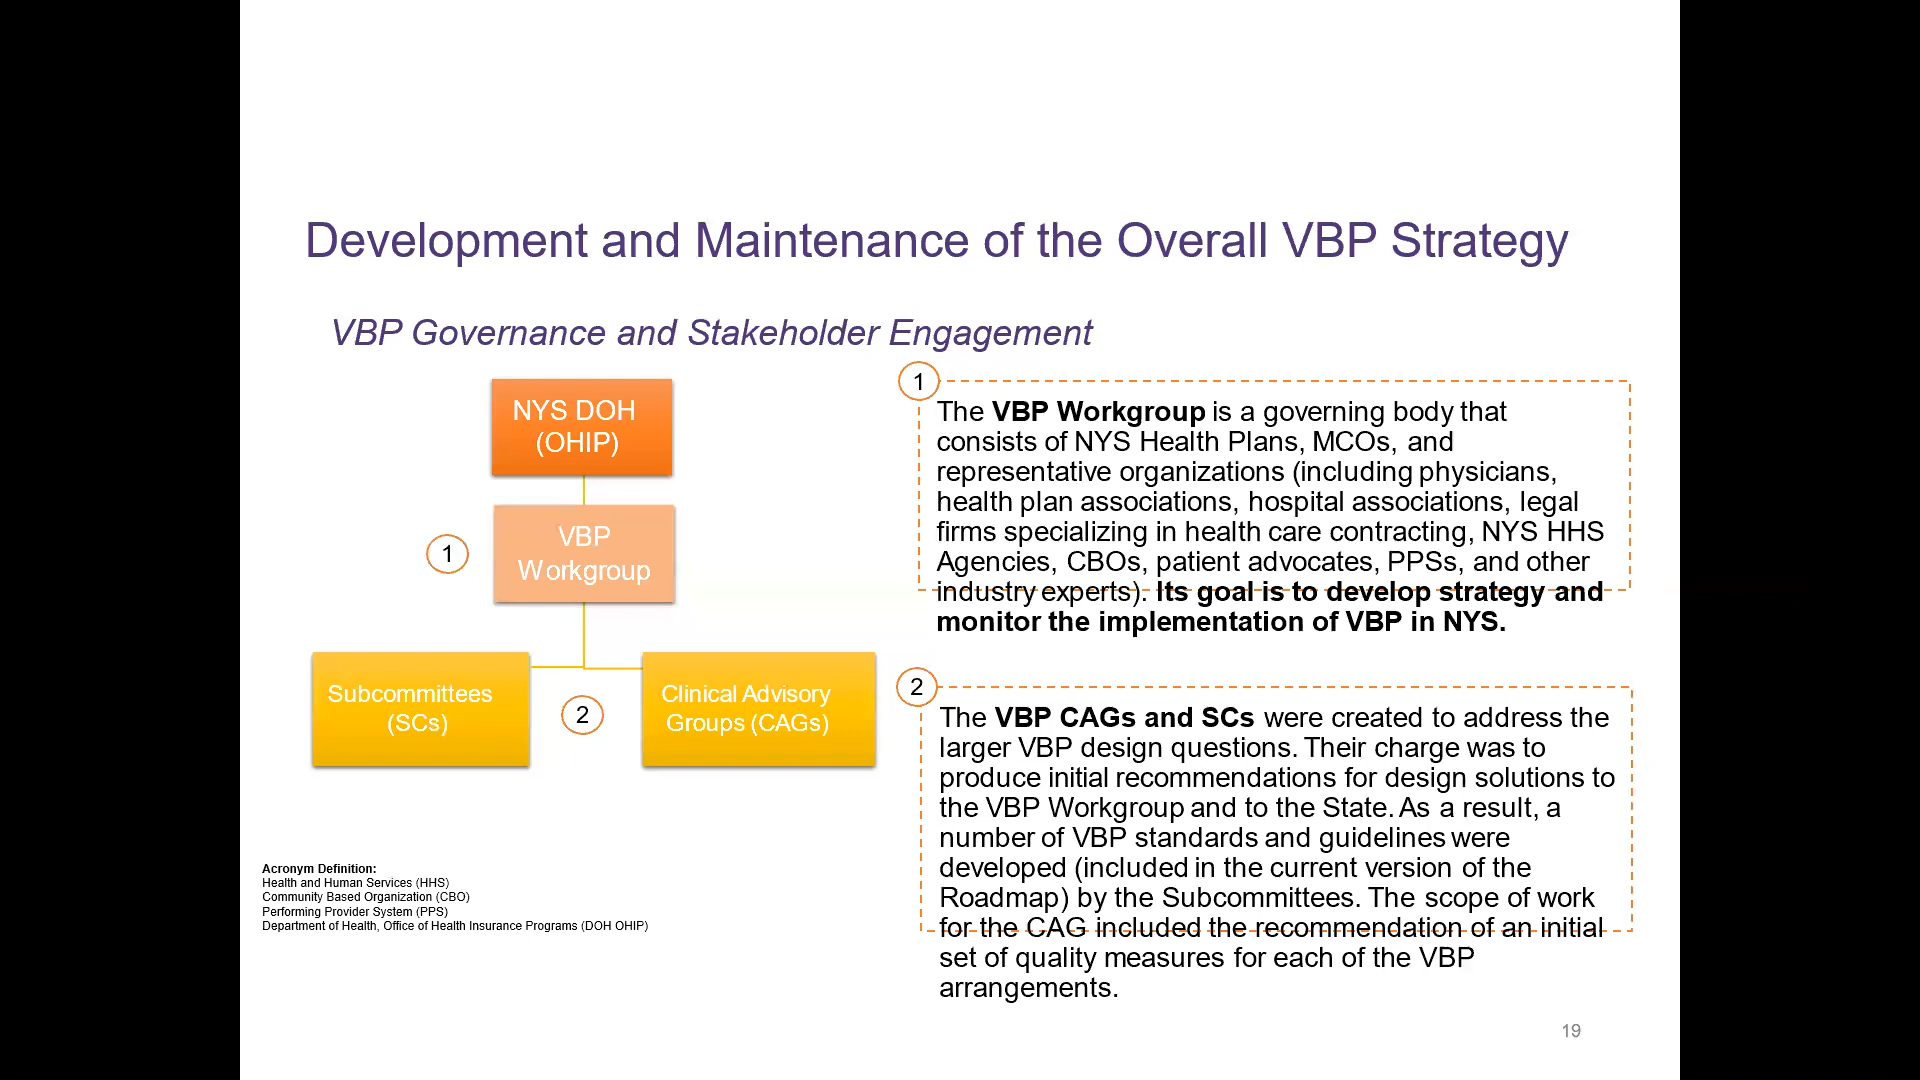 Development and Maintenance of the Overall VBP Strategy
VBP Governance and Stakeholder Engagement
NYS DOH
(OHIP)
1
VBP
Workgroup
Subcommittees
(SCs)
2
Clinical Advisory
Groups (CAGs)
1
The VBP Workgroup is a governing body that
consists of NYS Health Plans, MCOs, and
representative organizations (including physicians,
health plan associations, hospital associations, legal
firms specializing in health care contracting, NYS HHS
Agencies, CBOs, patient advocates, PPSs, and other
industry experts). Its goal is to develop strategy and
monitor the implementation of VBP in NYS.
2
The VBP CAGs and SCs were created to address the
larger VBP design questions. Their charge was to
produce initial recommendations for design solutions to
the VBP Workgroup and to the State. As a result, a
number of VBP standards and guidelines were
developed (included in the current version of the
Roadmap) by the Subcommittees. The scope of work
for the CAG included the recommendation of an initial
set of quality measures for each of the VBP
arrangements.
Acronym Definition:
Health and Human Services (HHS)
Community Based Organization (CBO)
Performing Provider System (PPS)
Department of Health, Office of Health Insurance Programs (DOH OHIP)
19